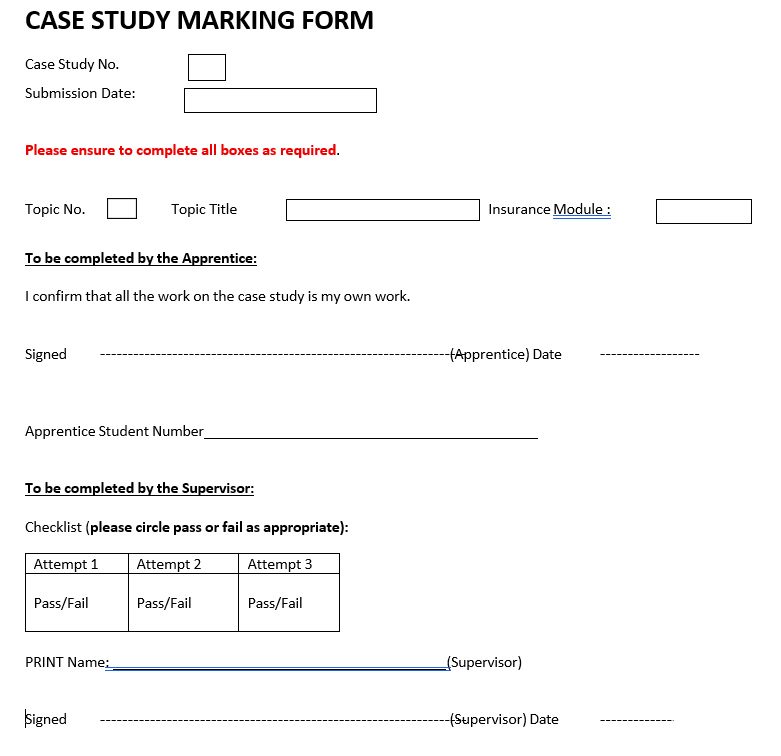 CASE STUDY MARKING FORM
Case Study No.
Submission Date:
Please ensure to complete all boxes as required.
Topic No. Topic Title Insurance Module :
To be completed by the Apprentice:
I confirm that all the work on the case study is my own work.
Signed ----------------------------------------------------------------(Apprentice) Date ------------------
Apprentice Student Number_______________________________
To be completed by the Supervisor:
Checklist (please circle pass or fail as appropriate):
Attempt 1 Attempt 2 Attempt 3
Pass/Fail Pass/Fail Pass/Fail
PRINT Name:_______________________________(Supervisor)
Signed ----------------------------------------------------------------(Supervisor) Date -------------